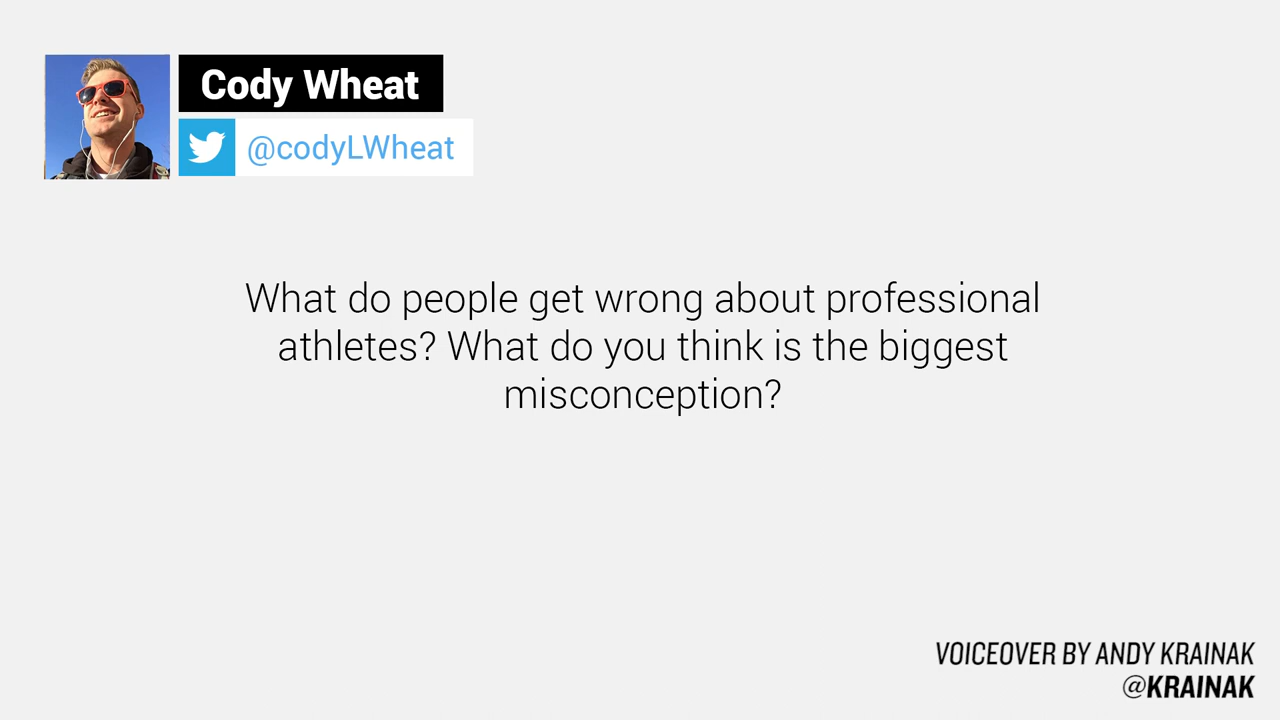 Cody Wheat
@codyLWheat
What do people get wrong about professional
athletes? What do you think is the biggest
misconception?
VOICEOVER BY ANDY KRAINAK
@KRAINAK